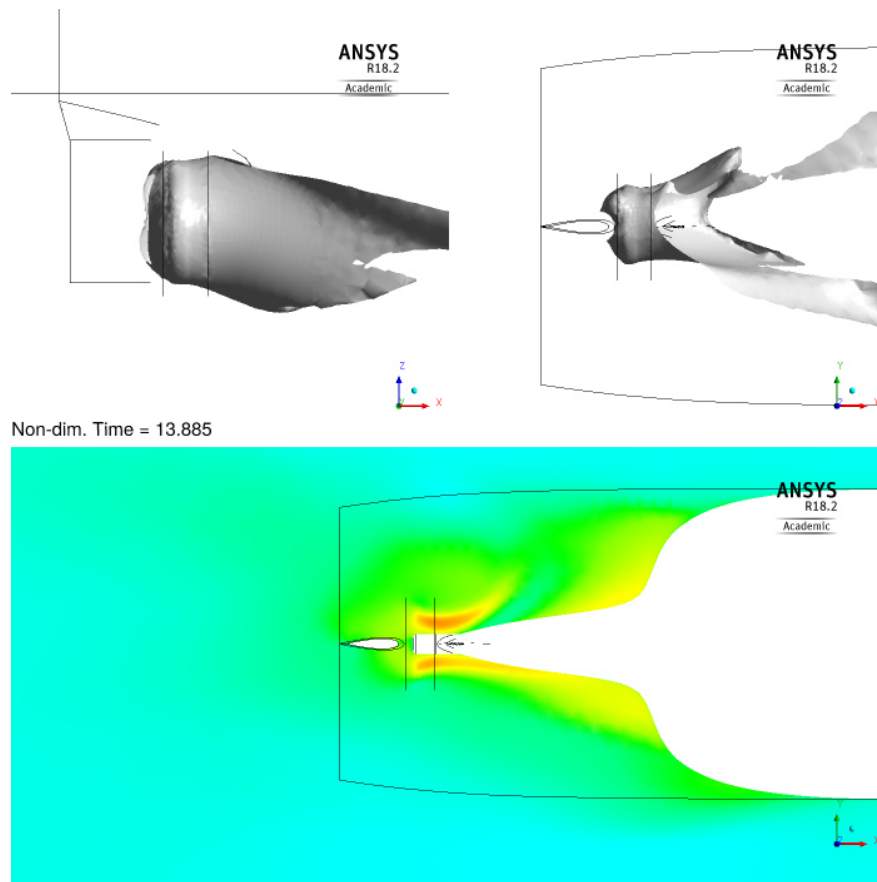 ANSYS
R18.2
Academic
ANSYS
R18.2
Academic
Z
Y
X
Y
Z
X
Non-dim. Time = 13.885
ANSYS
R18.2
Academic
Y
Z
X